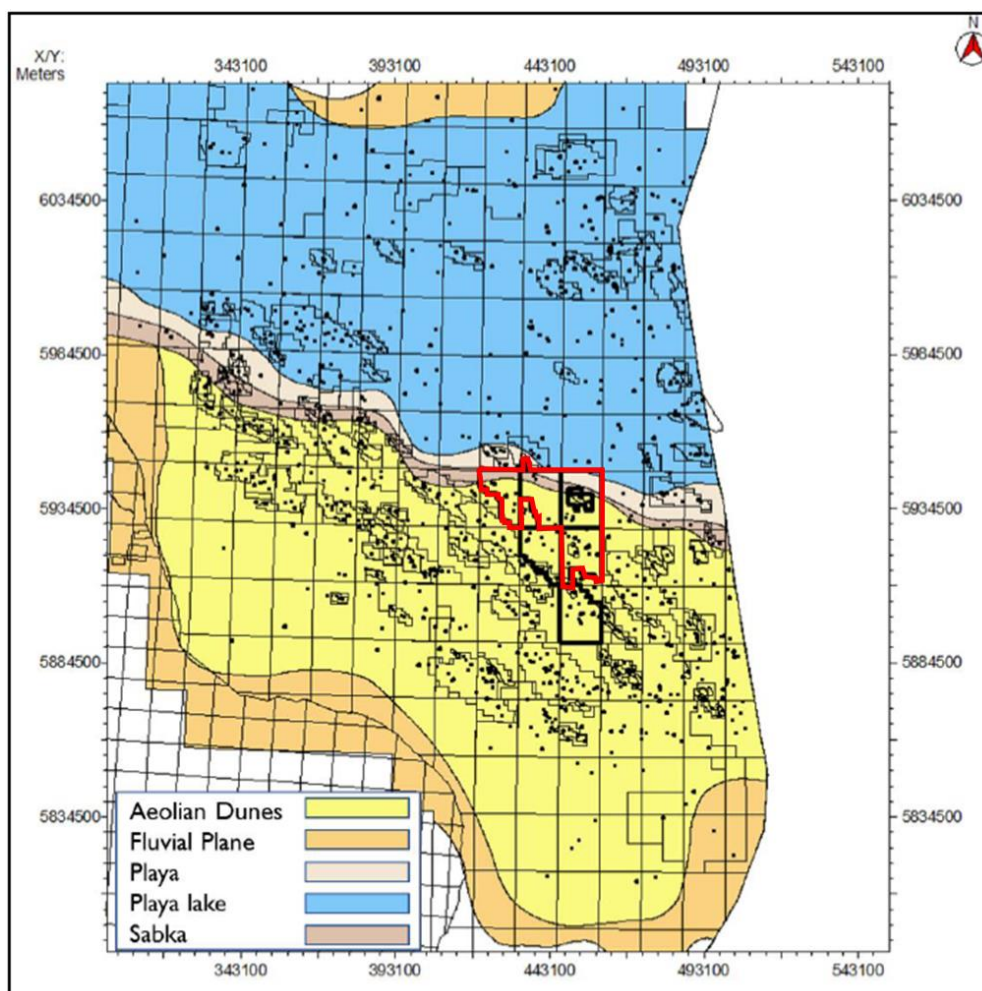 N
X/Y:
Meters
343100 393100 443100 493100 543100
6034500 6034500
5984500 5984500
5934500 5934500
5884500 5884500
5834500 5834500
Aeolian Dunes
Fluvial Plane
Playa
Playa lake
Sabka
343100 393100 443100 493100 543100